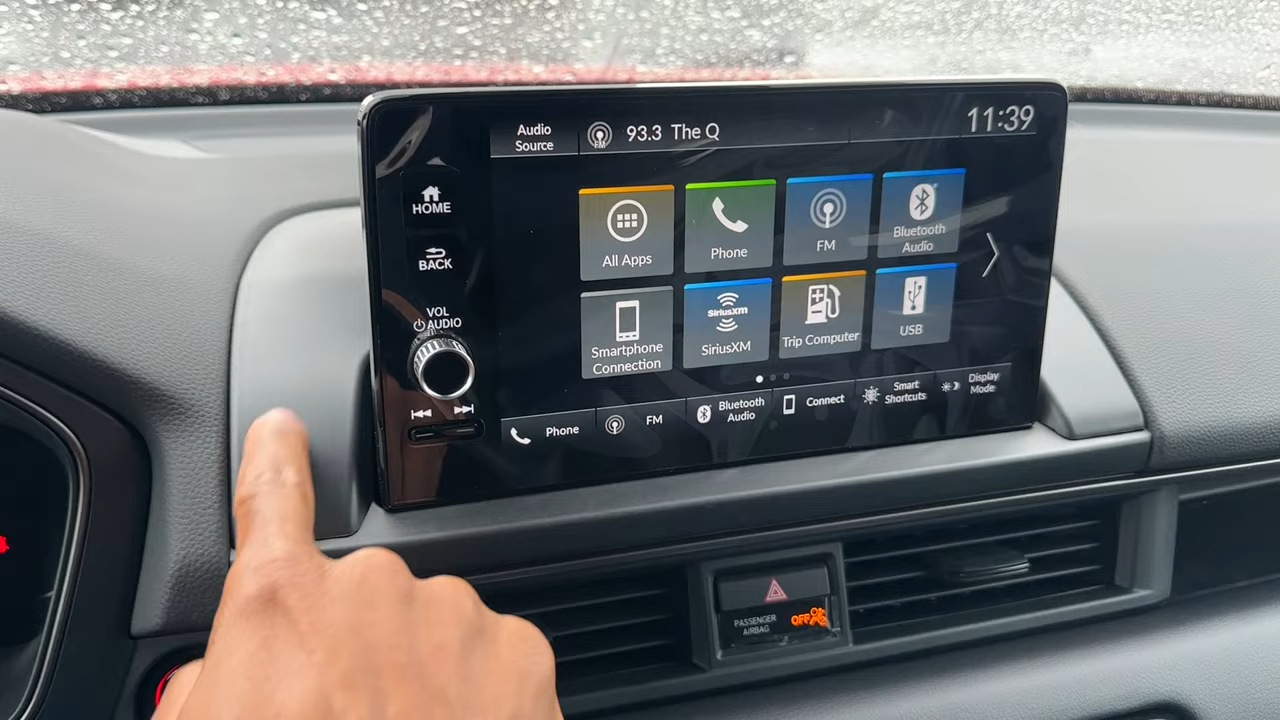 Audio
Source
FM
93.3 The Q
11:39
HOME
BACK
VOL
AUDIO
All Apps
Phone
FM
Bluetooth
Audio
Smartphone
Connection
SiriusXM
SiriusXM
Trip Computer
USB
Phone
FM
Bluetooth
Audio
Connect
Smart
Shortcuts
Display
Mode
PASSENGER
AIRBAG
OFF